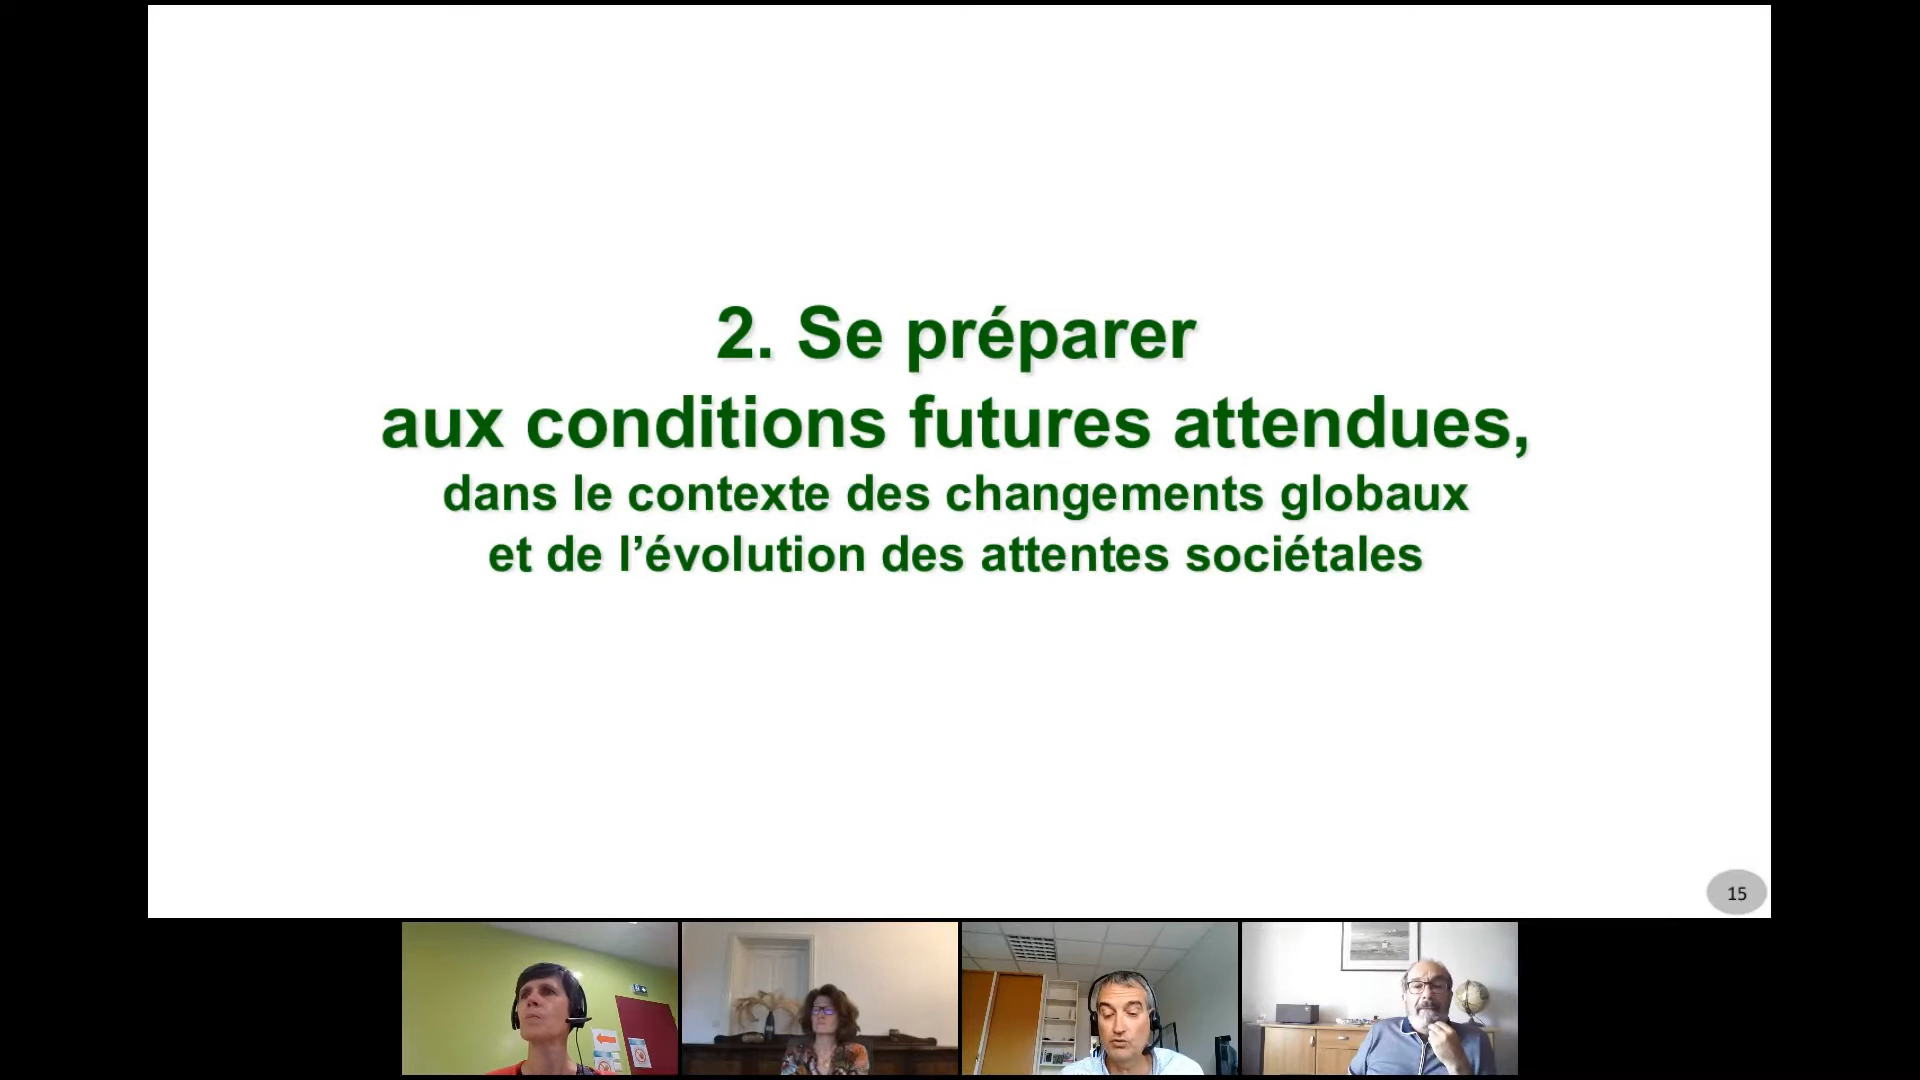 2. Se préparer
aux conditions futures attendues,
dans le contexte des changements globaux
et de l’évolution des attentes sociétales
15